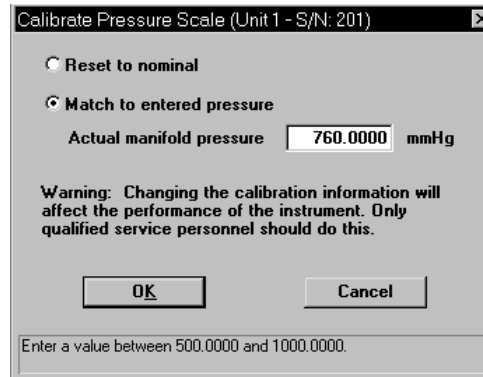 Calibrate Pressure Scale (Unit 1 - S/N: 201)
Reset to nominal
Match to entered pressure
Actual manifold pressure 760.0000 mmHg
Warning: Changing the calibration information will
affect the performance of the instrument. Only
qualified service personnel should do this.
OK Cancel
Enter a value between 500.0000 and 1000.0000.